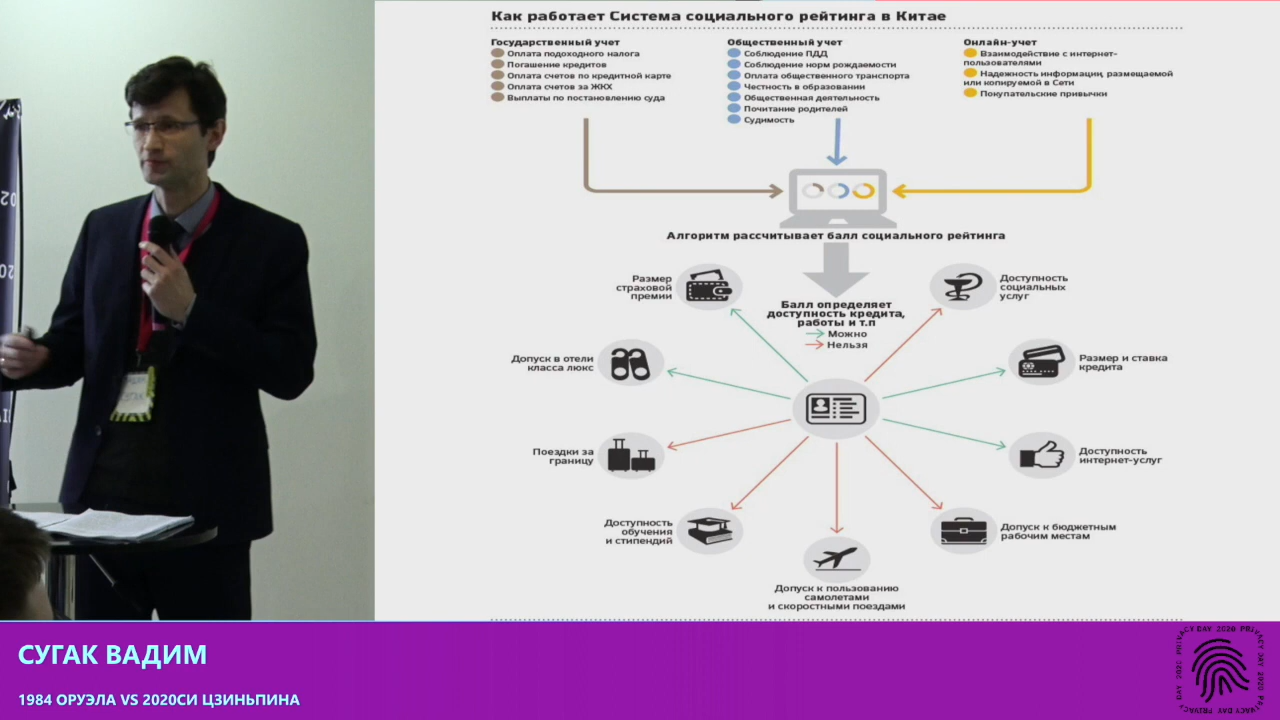 Как работает Система социального рейтинга в Китае
Государственный учет
Оплата подоходного налога
Погашение кредитов
Оплата счетов по кредитной карте
Оплата счетов за ЖКХ
Выплаты по постановлению суда
Общественный учет
Соблюдение ПДД
Соблюдение норм рождаемости
Оплата общественного транспорта
Честность в образовании
Общественная деятельность
Почитание родителей
Судимость
Онлайн-учет
Взаимодействие с интернет-
пользователями
Надежность информации, размещаемой
или копируемой в Сети
Покупательские привычки
Алгоритм рассчитывает балл социального рейтинга
Балл определяет
доступность кредита,
работы и т.п
Можно
Нельзя
Размер
страховой
премии
Доступность
социальных
услуг
Допуск в отели
класса люкс
Размер и ставка
кредита
Поездки за
границу
Доступность
интернет-услуг
Доступность
обучения
и стипендий
Допуск к бюджетным
рабочим местам
Допуск к пользованию
самолетами
и скоростными поездами
СУГАК ВАДИМ
1984 ОРУЭЛА VS 2020СИ ЦЗИНЬПИНА
PRIVACY DAY 2020